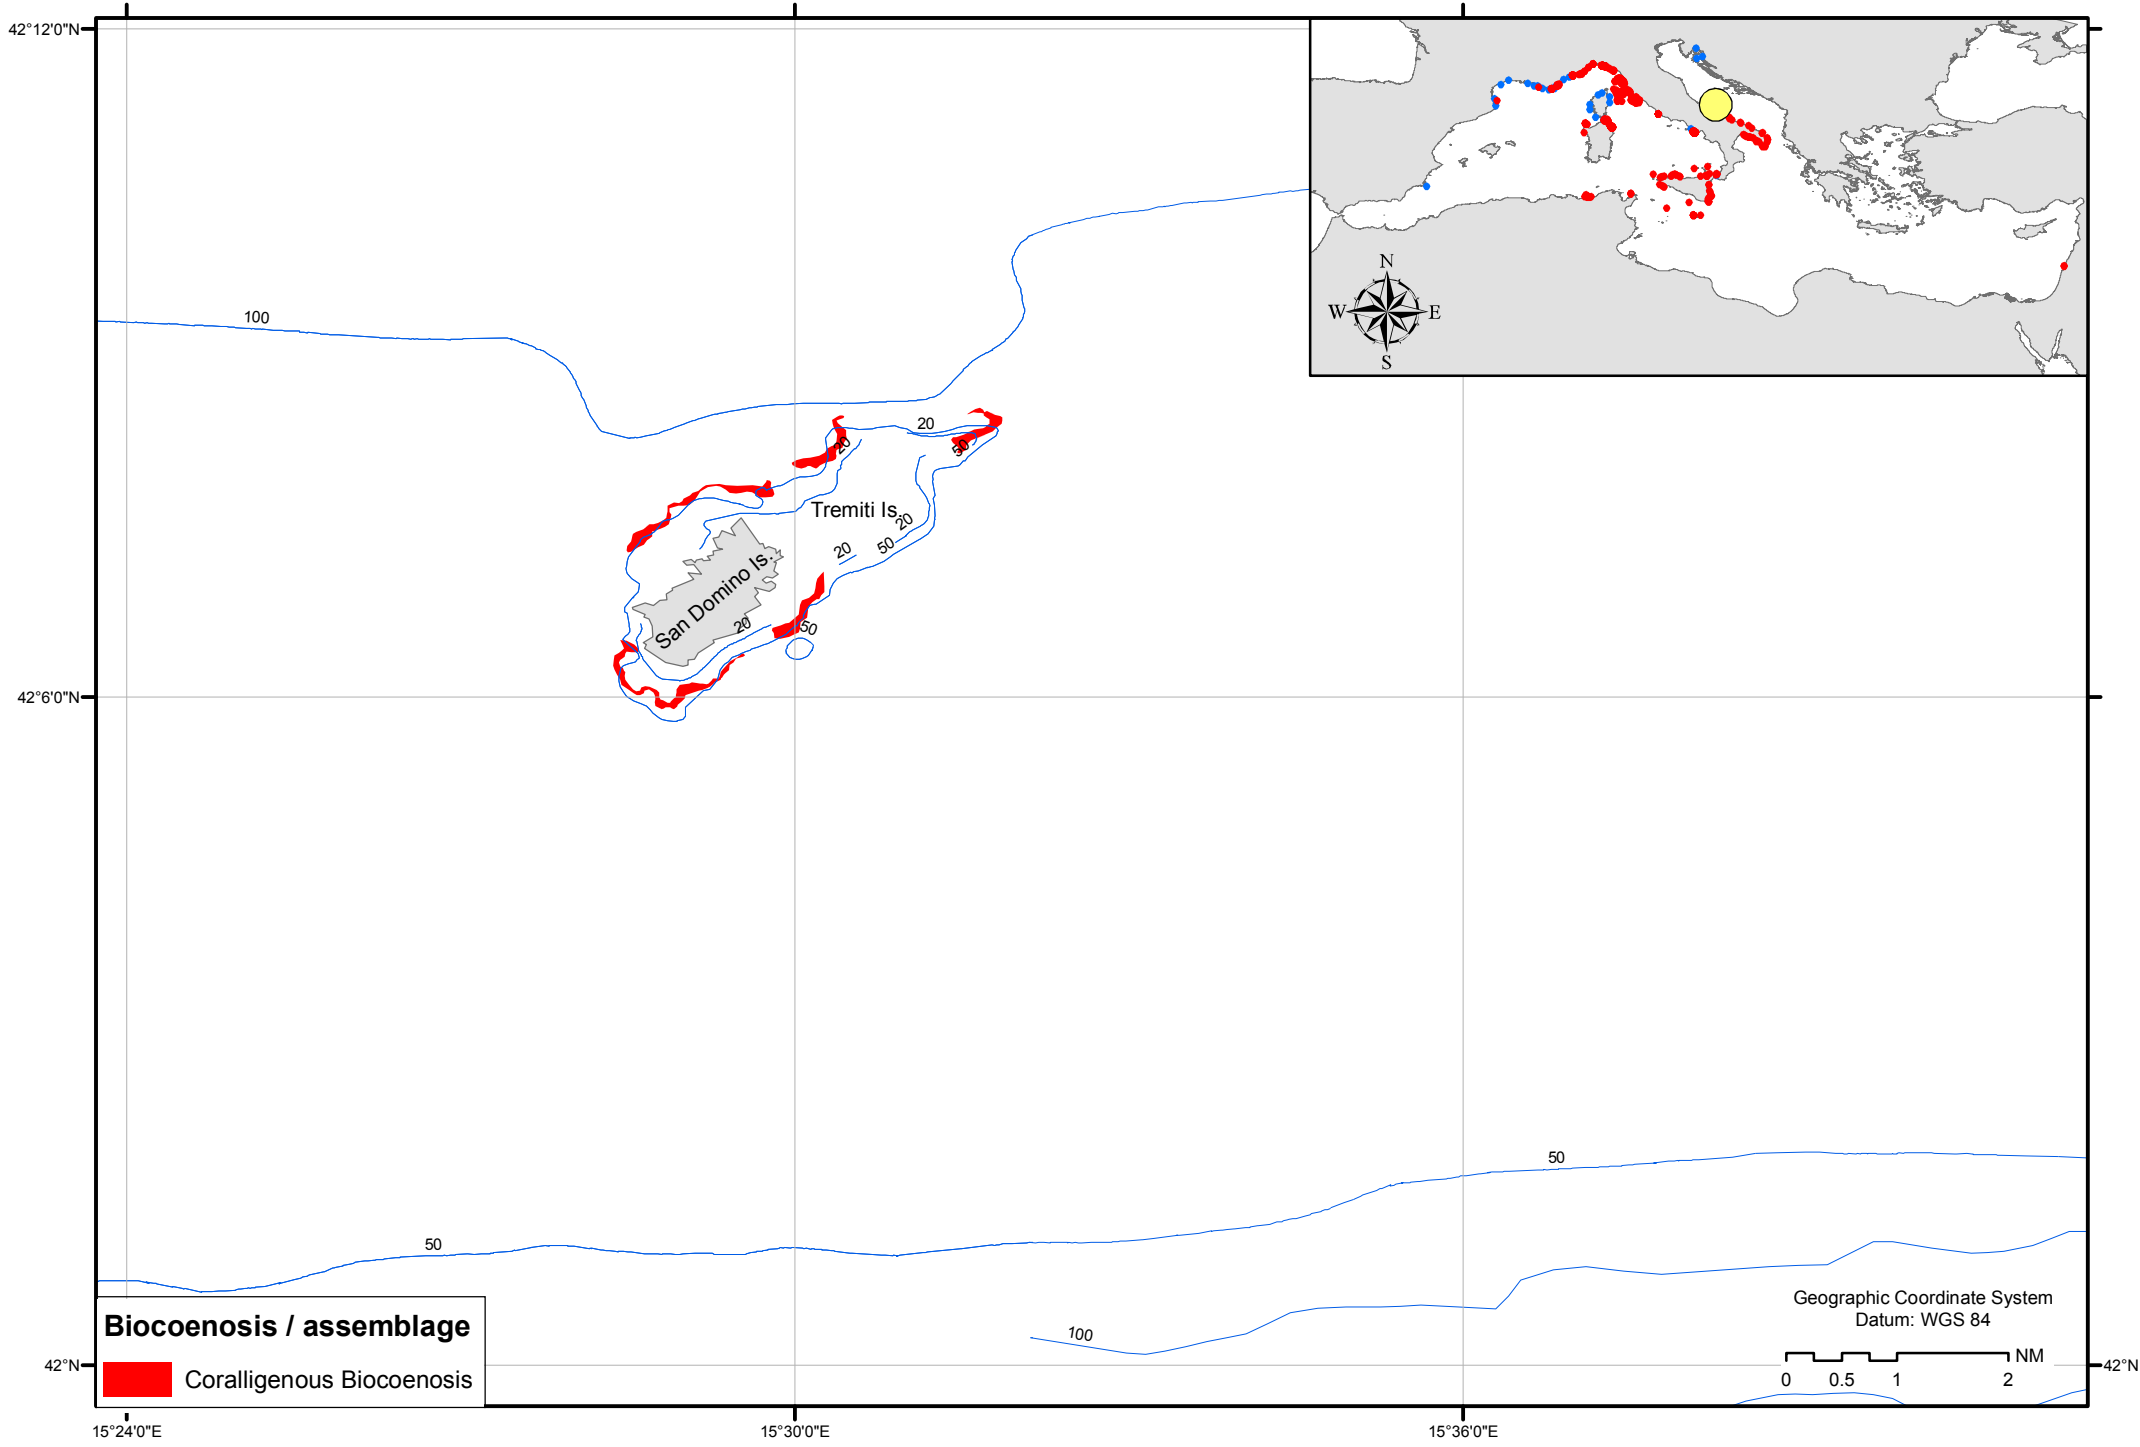 42°12'0"N
N
W
E
S
100
20
20
50
Tremiti Is.
20
50
20
San Domino Is.
20
50
42°6'0"N
50
50
100
Geographic Coordinate System
Datum: WGS 84
NM
0 0.5 1 2
Biocoenosis / assemblage
Coralligenous Biocoenosis
42°N
42°N
15°24'0"E
15°30'0"E
15°36'0"E